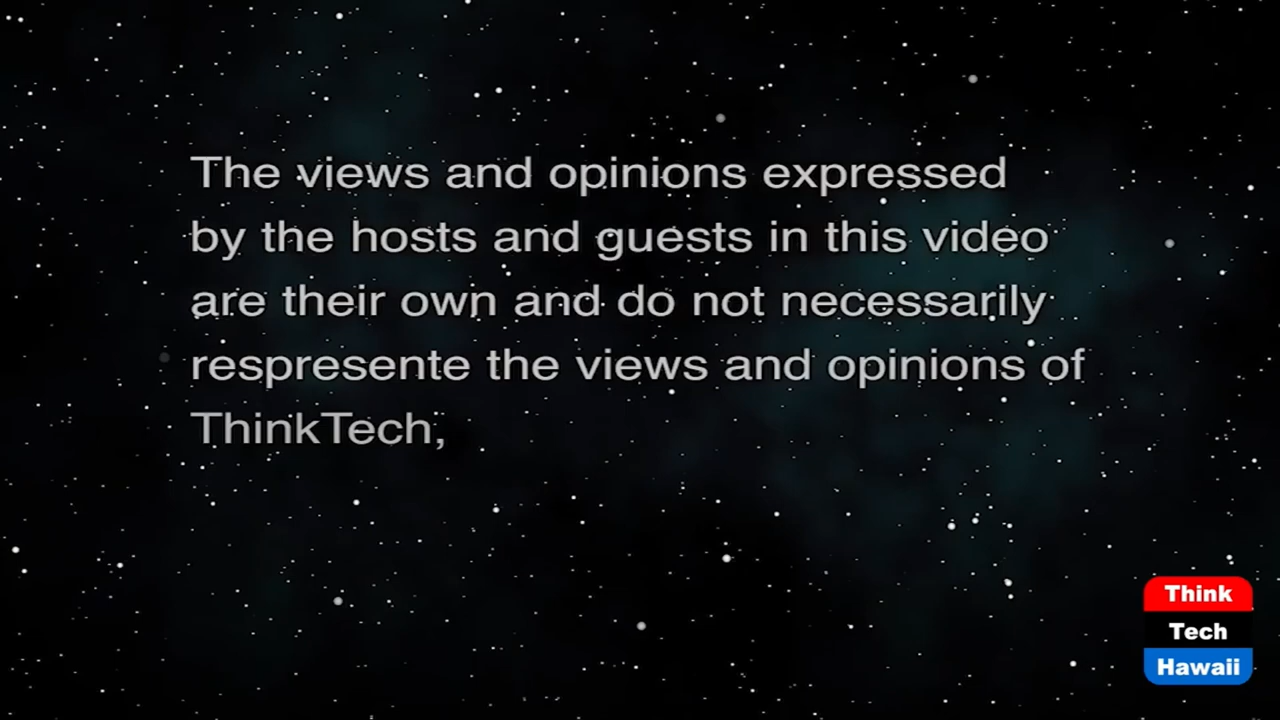 The views and opinions expressed
by the hosts and guests in this video
are their own and do not necessarily
respresente the views and opinions of
ThinkTech;
Think
Tech
Hawaii